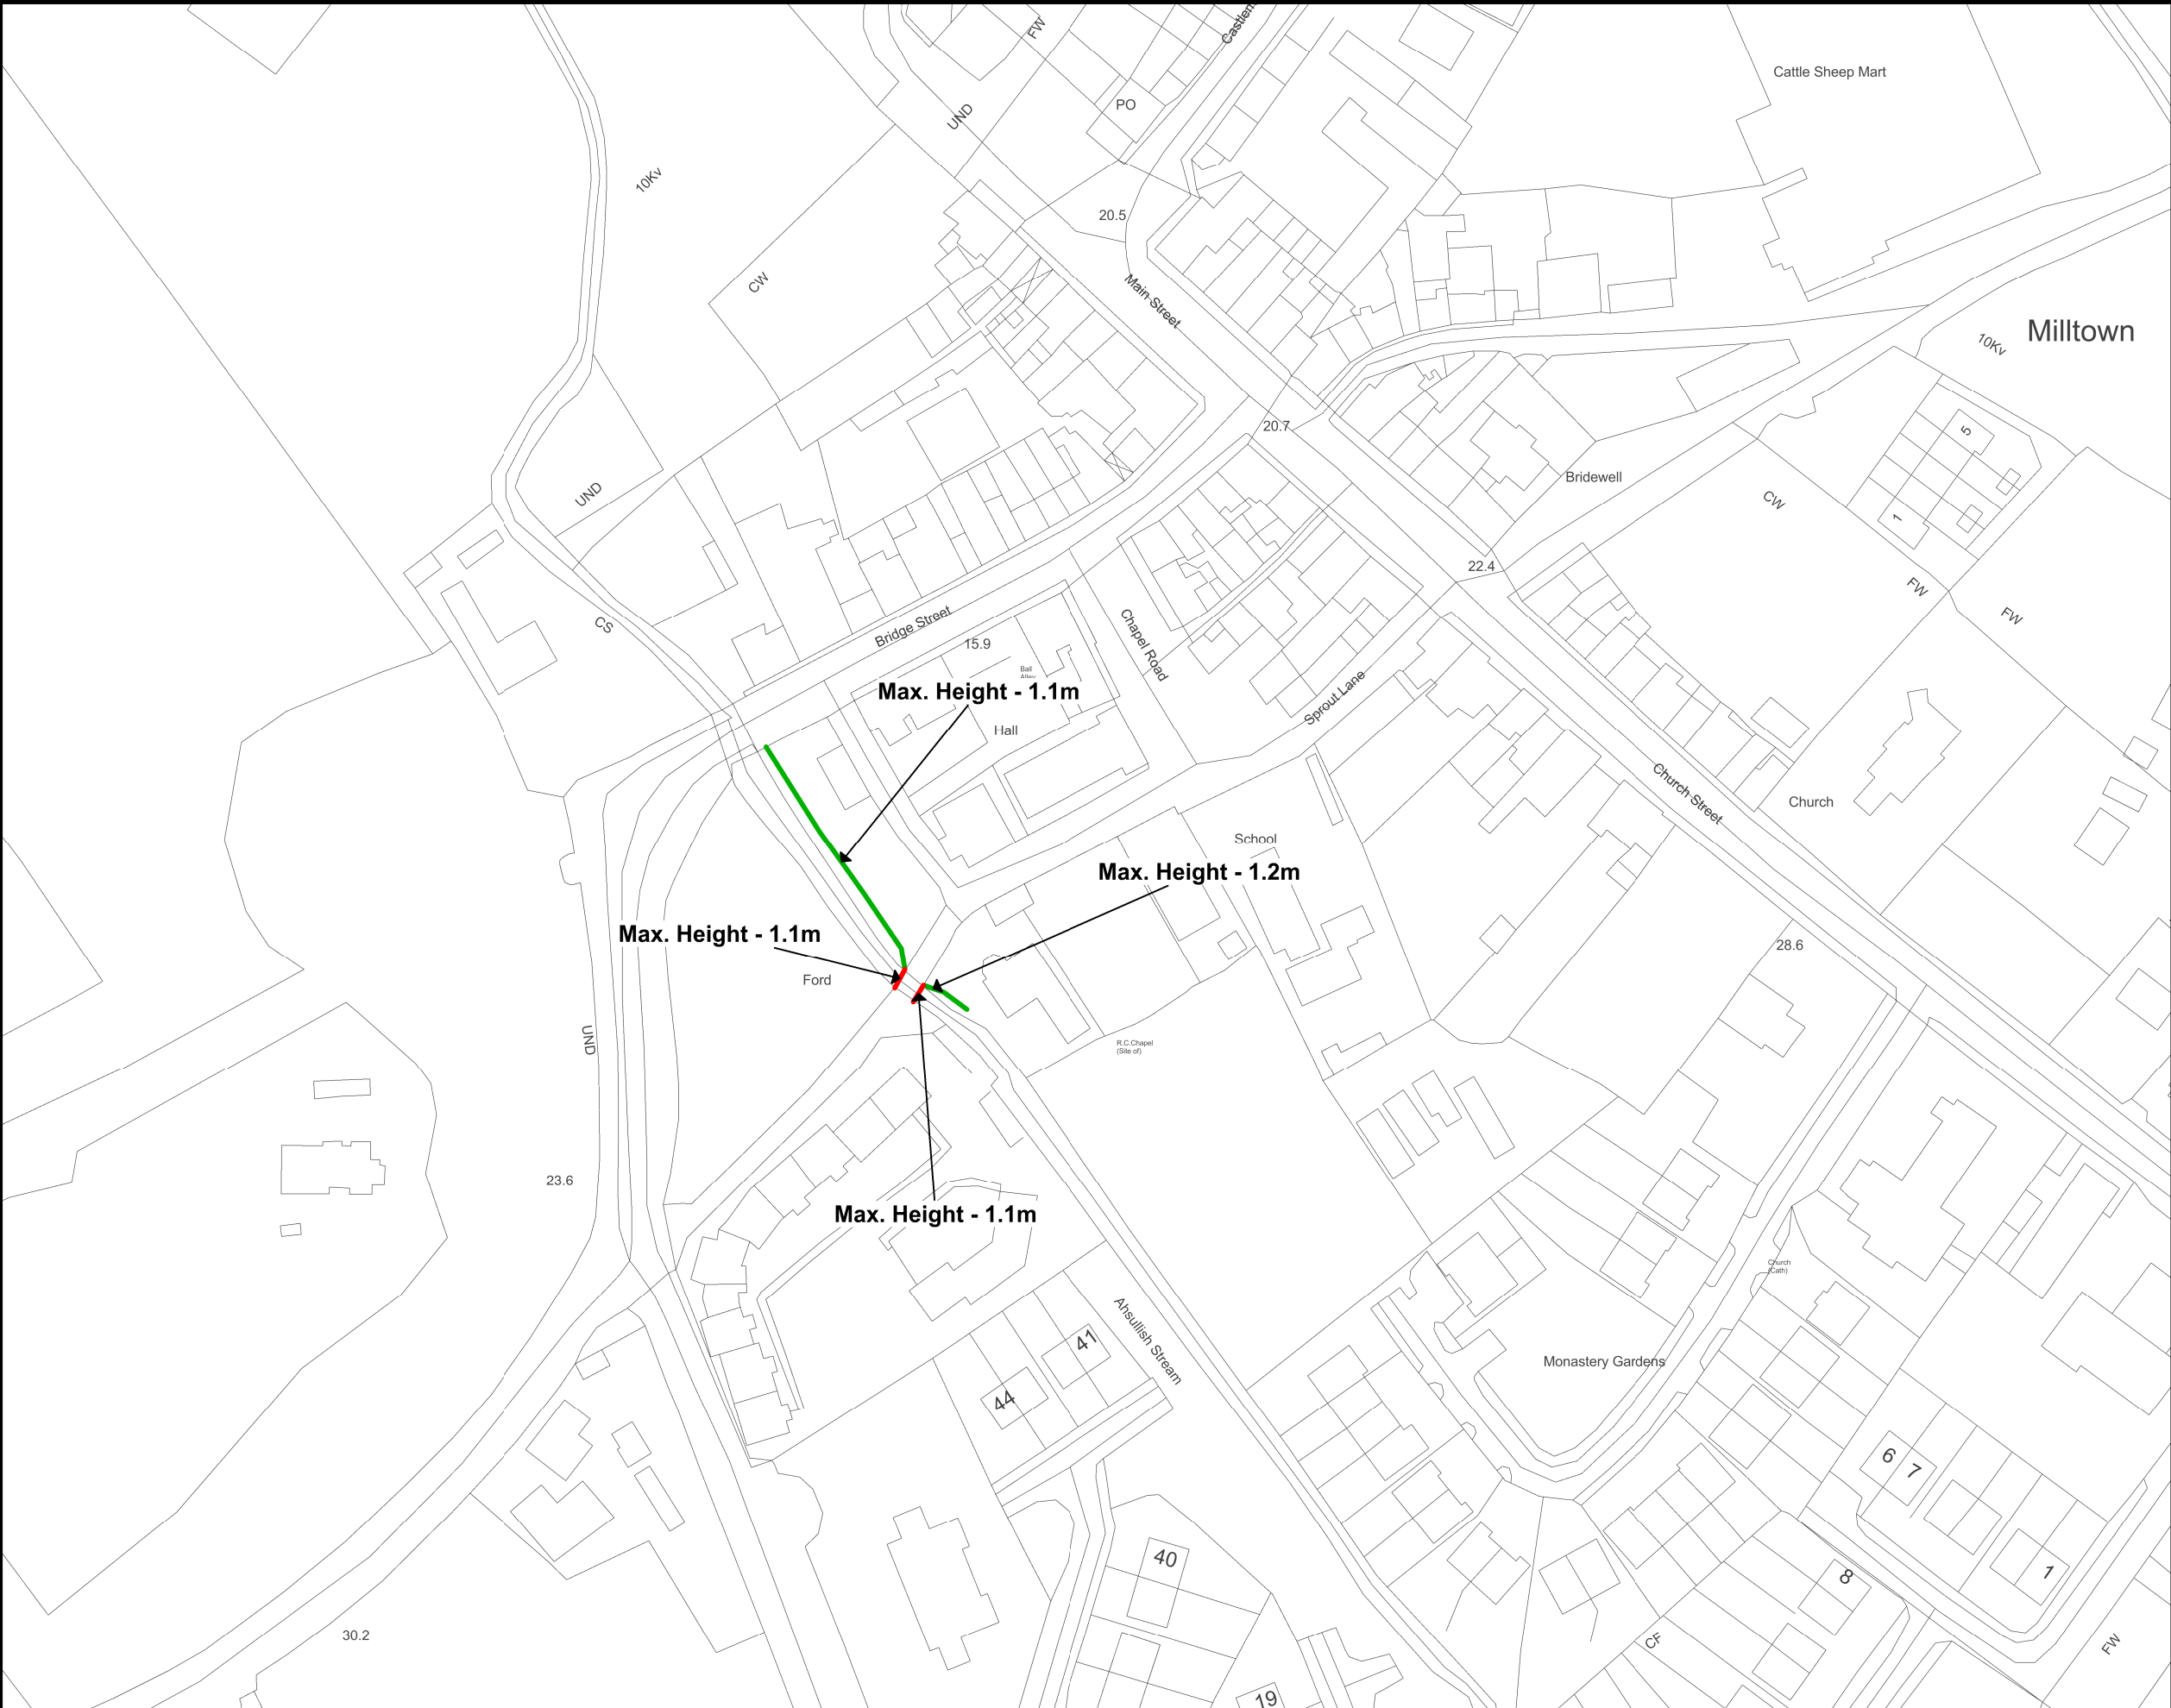 FW
Cattle Sheep Mart
PO
UND
10Kv
20.5
CW
Main Street
Milltown
10Kv
20.7
5
Bridewell
UND
CW
1
22.4
FW
FW
CS
Bridge Street
15.9
Chapel Road
Ball
Alley
Max. Height - 1.1m
Sprout Lane
Hall
Church Street
Church
School
Max. Height - 1.2m
Max. Height - 1.1m
28.6
Ford
UND
R.C.Chapel
(Site of)
23.6
Max. Height - 1.1m
Church
(Cath)
Ahsullish Stream
41
Monastery Gardens
44
6
7
40
8
1
30.2
CF
FW
19